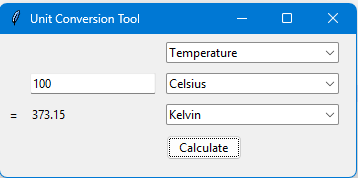 Unit Conversion Tool
Temperature
100 Celsius
= 373.15 Kelvin
Calculate